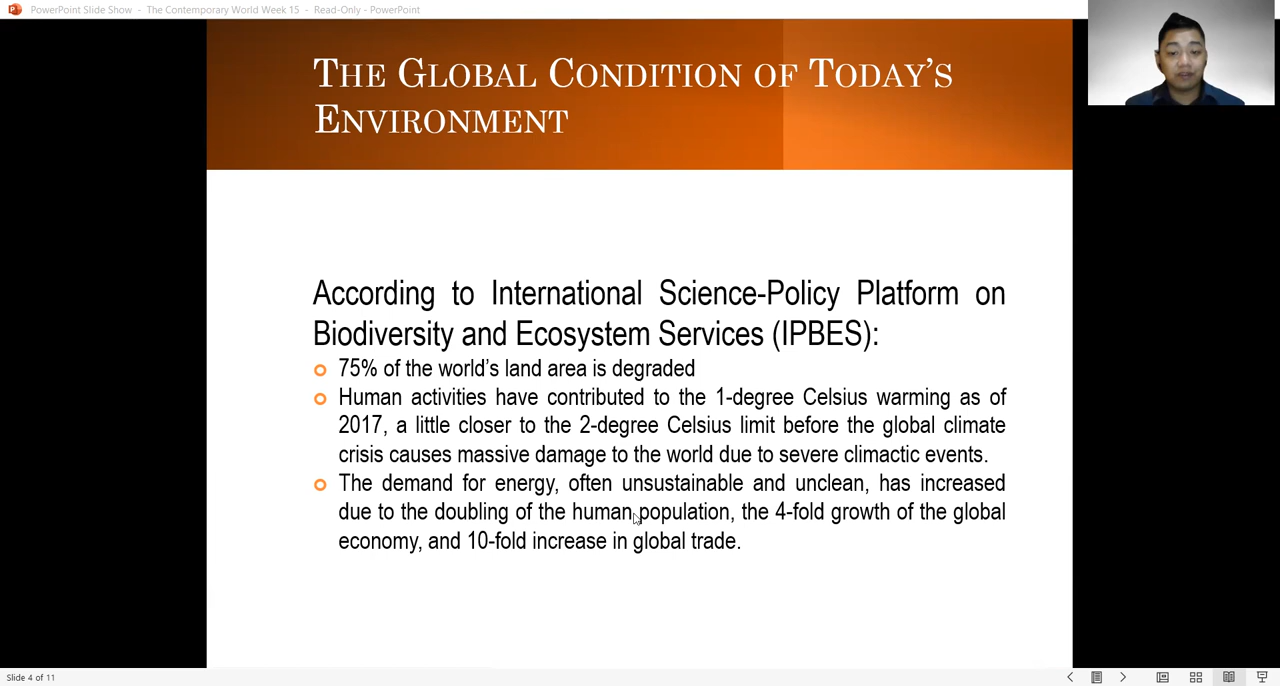 PowerPoint Slide Show - The Contemporary World Week 15 - Read-Only - PowerPoint
THE GLOBAL CONDITION OF TODAY'S
ENVIRONMENT
According to International Science-Policy Platform on
Biodiversity and Ecosystem Services (IPBES):
75% of the world's land area is degraded
Human activities have contributed to the 1-degree Celsius warming as of
2017, a little closer to the 2-degree Celsius limit before the global climate
crisis causes massive damage to the world due to severe climactic events.
The demand for energy, often unsustainable and unclean, has increased
due to the doubling of the human population, the 4-fold growth of the global
economy, and 10-fold increase in global trade.
Slide 4 of 11